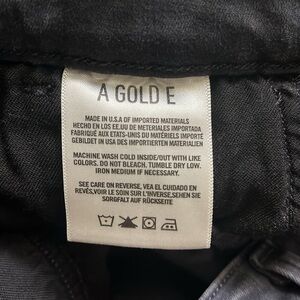 A GOLD E
MADE IN U.S.A OF IMPORTED MATERIALS
HECHO EN LOS EE.UU DE METERIALES IMPORTADA
FABRIQUÉ AUX ETATS-UNIS DU MATÉRIELS IMPORTÉ
GEBILDET IN USA DES IMPORTIERTEN MATERIALIEN
MACHINE WASH COLD INSIDE/OUT WITH LIKE
COLORS. DO NOT BLEACH. TUMBLE DRY LOW.
IRON MEDIUM IF NECESSARY.
SEE CARE ON REVERSE, VEA EL CUIDADO EN
REVÉS,VOIR LE SOIN SUR L'INVERSE,SEHEN SIE
SORGFALT AUF RÜCKSEITE